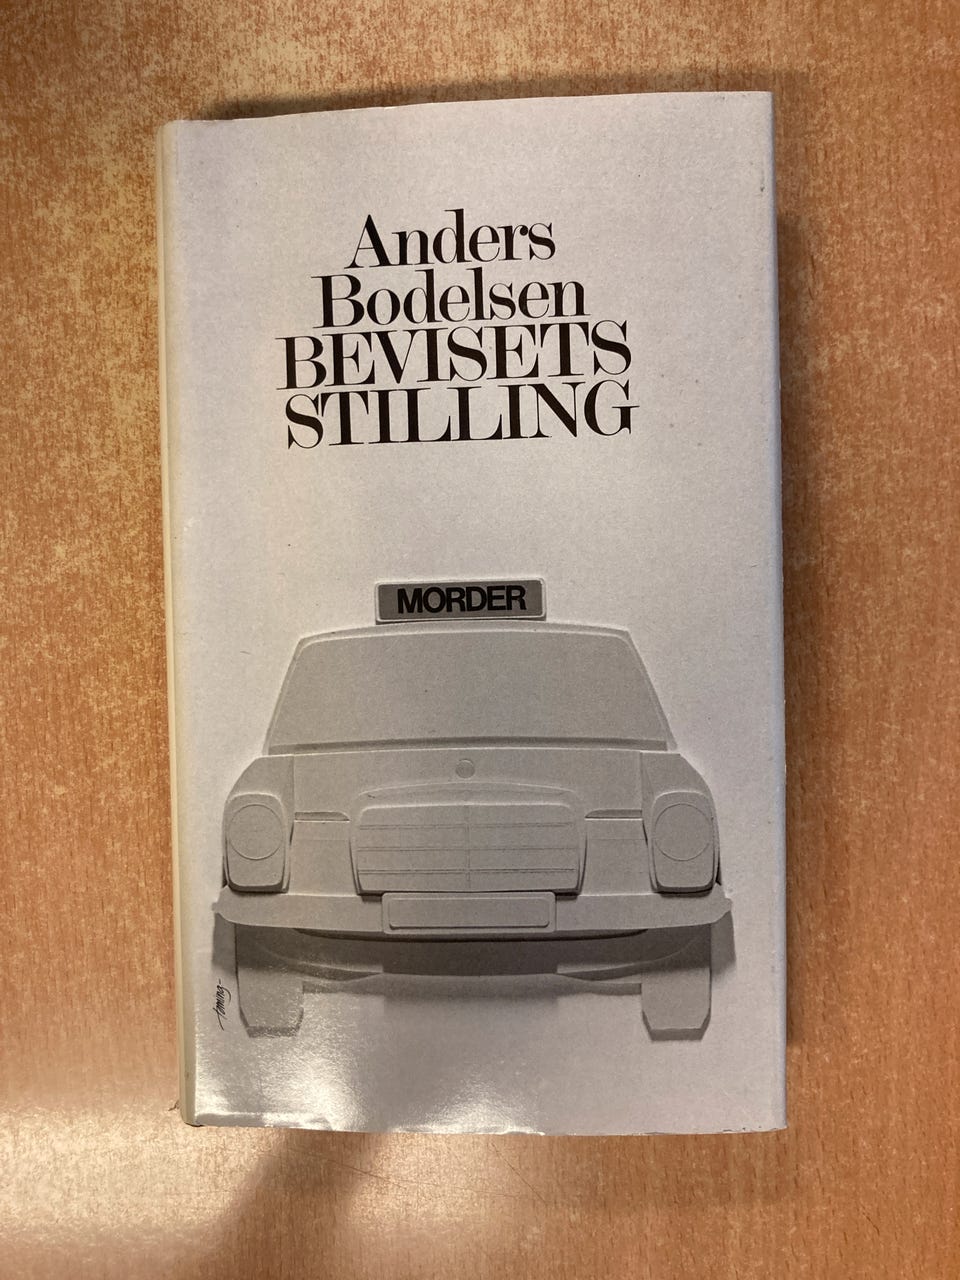 Anders
Bodelsen
BEVISETS
STILLING
MORDER